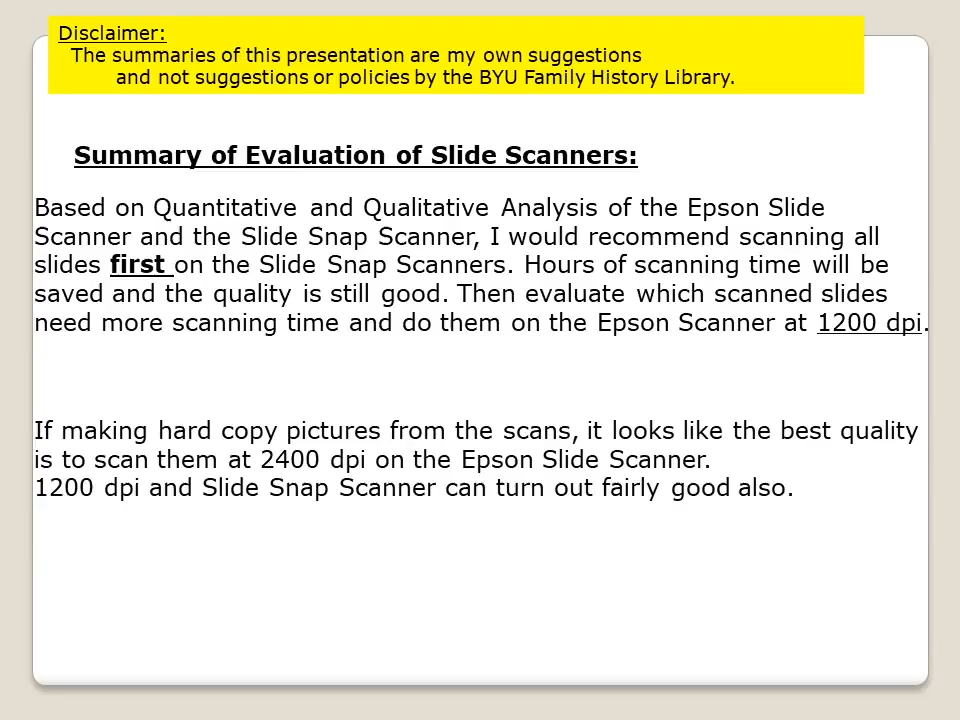 Disclaimer:
The summaries of this presentation are my own suggestions
and not suggestions or policies by the BYU Family History Library.
Summary of Evaluation of Slide Scanners:
Based on Quantitative and Qualitative Analysis of the Epson Slide
Scanner and the Slide Snap Scanner, I would recommend scanning all
slides first on the Slide Snap Scanners. Hours of scanning time will be
saved and the quality is still good. Then evaluate which scanned slides
need more scanning time and do them on the Epson Scanner at 1200 dpi.
If making hard copy pictures from the scans, it looks like the best quality
is to scan them at 2400 dpi on the Epson Slide Scanner.
1200 dpi and Slide Snap Scanner can turn out fairly good also.